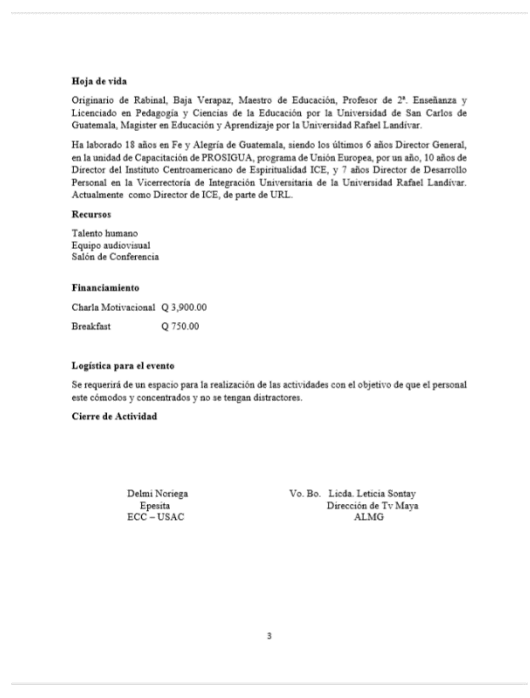 Hoja de vida
Originario de Rabinal, Baja Verapaz, Maestro de Educación, Profesor de 2ª. Enseñanza y
Licenciado en Pedagogía y Ciencias de la Educación por la Universidad de San Carlos de
Guatemala, Magister en Educación y Aprendizaje por la Universidad Rafael Landívar.
Ha laborado 18 años en Fe y Alegría de Guatemala, siendo los últimos 6 años Director General,
en la unidad de Capacitación de PROSIGUA, programa de Unión Europea, por un año, 10 años de
Director del Instituto Centroamericano de Espiritualidad ICE, y 7 años Director de Desarrollo
Personal en la Vicerrectoría de Integración Universitaria de la Universidad Rafael Landívar.
Actualmente como Director de ICE, de parte de URL.
Recursos
Talento humano
Equipo audiovisual
Salón de Conferencia
Financiamiento
Charla Motivacional Q 3,900.00
Breakfast Q 750.00
Logística para el evento
Se requerirá de un espacio para la realización de las actividades con el objetivo de que el personal
este cómodos y concentrados y no se tengan distractores.
Cierre de Actividad
Delmi Noriega
Epesita
ECC – USAC
Vo. Bo. Licda. Leticia Sontay
Dirección de Tv Maya
ALMG
3